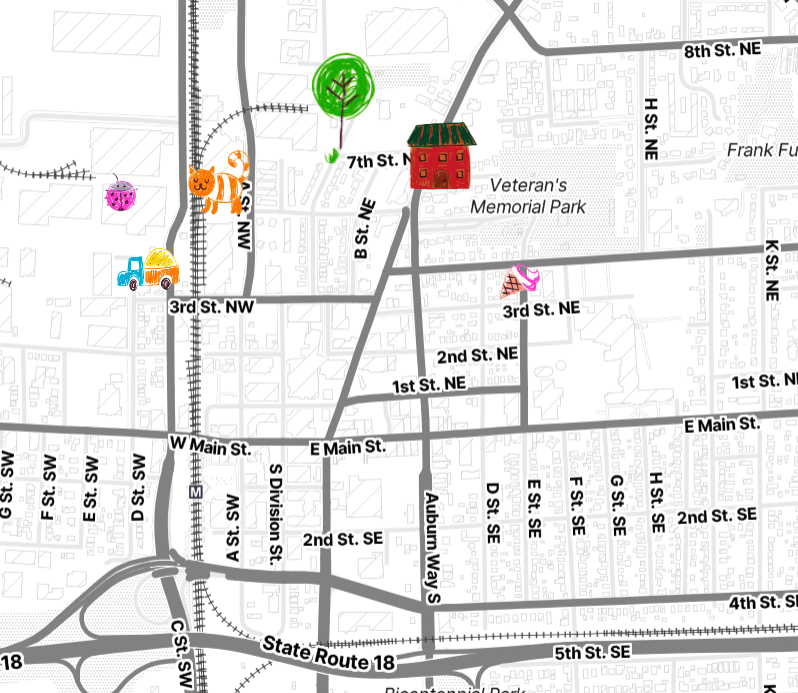 8th St. NE
H St. NE
Frank Fu
7th St. N
Veteran's
Memorial Park
A St. NW
B St. NE
K St. NE
3rd St. NW
3rd St. NE
2nd St. NE
1st St. NE
1st St. N
W Main St.
E Main St.
E Main St.
G St. SW
F St. SW
E St. SW
D St. SW
M
A St. SW
S Division St.
2nd St. SE
Auburn Way S
D St. SE
E St. SE
F St. SE
G St. SE
H St. SE
2nd St. SE
4th St. S
C St. SW
State Route 18
18
5th St. SE
Bicentennial Park
K